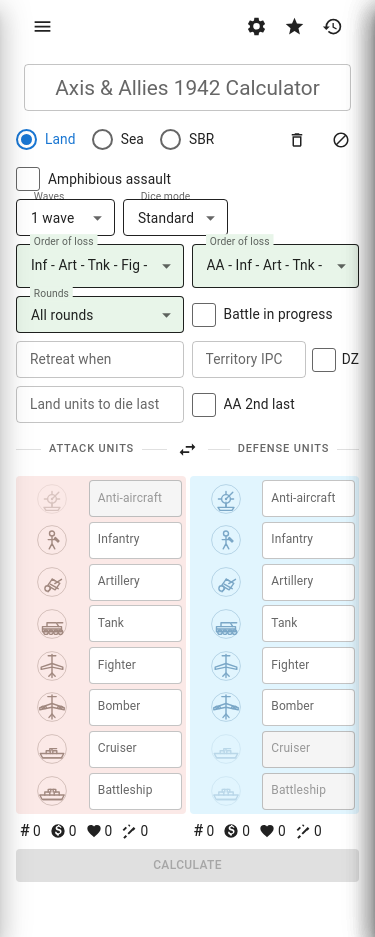 Axis & Allies 1942 Calculator
Land Sea SBR
Amphibious assault
Waves Dice mode
1 wave Standard
Order of loss Order of loss
Inf - Art - Tnk - Fig - AA - Inf - Art - Tnk -
Rounds
All rounds Battle in progress
Retreat when Territory IPC DZ
Land units to die last AA 2nd last
ATTACK UNITS DEFENSE UNITS
Anti-aircraft Anti-aircraft
Infantry Infantry
Artillery Artillery
Tank Tank
Fighter Fighter
Bomber Bomber
Cruiser Cruiser
Battleship Battleship
# 0 0 0 0 # 0 0 0 0
CALCULATE